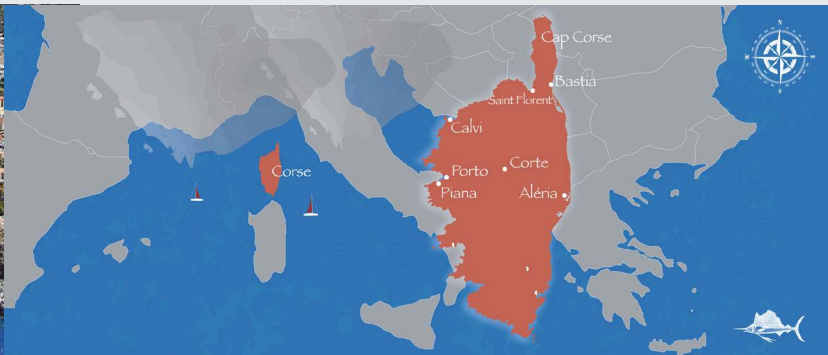 Cap Corse
Bastia
Saint Florent
Calvi
Corse
Porto
Corte
Piana
Aléria
N
W
E
S